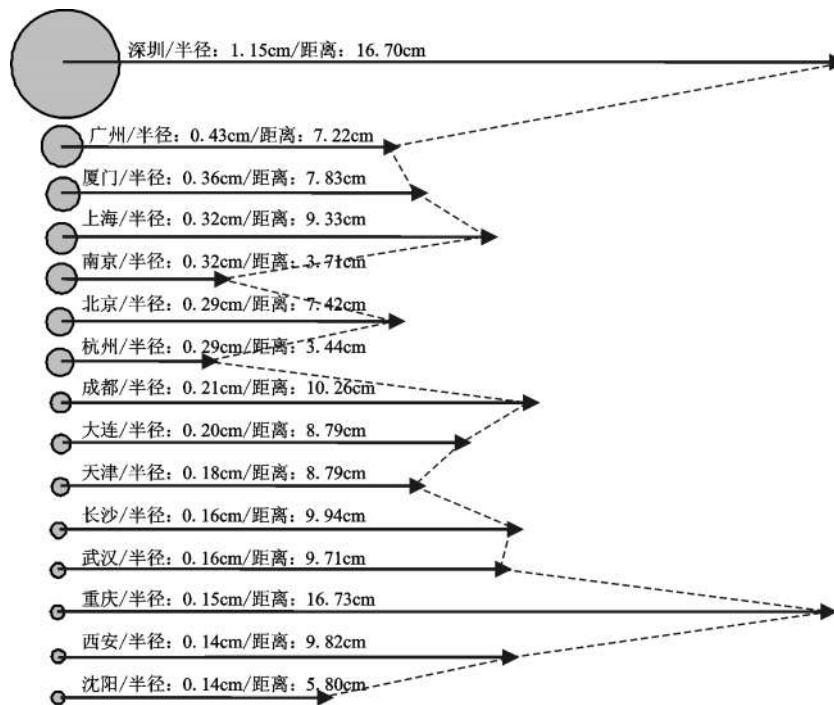 深圳/半径：1.15cm/距离：16.70cm
广州/半径：0.43cm/距离：7.22cm
厦门/半径：0.36cm/距离：7.83cm
上海/半径：0.32cm/距离：9.33cm
南京/半径：0.32cm/距离：3.71cm
北京/半径：0.29cm/距离：7.42cm
杭州/半径：0.29cm/距离：3.44cm
成都/半径：0.21cm/距离：10.26cm
大连/半径：0.20cm/距离：8.79cm
天津/半径：0.18cm/距离：8.79cm
长沙/半径：0.16cm/距离：9.94cm
武汉/半径：0.16cm/距离：9.71cm
重庆/半径：0.15cm/距离：16.73cm
西安/半径：0.14cm/距离：9.82cm
沈阳/半径：0.14cm/距离：5.80cm